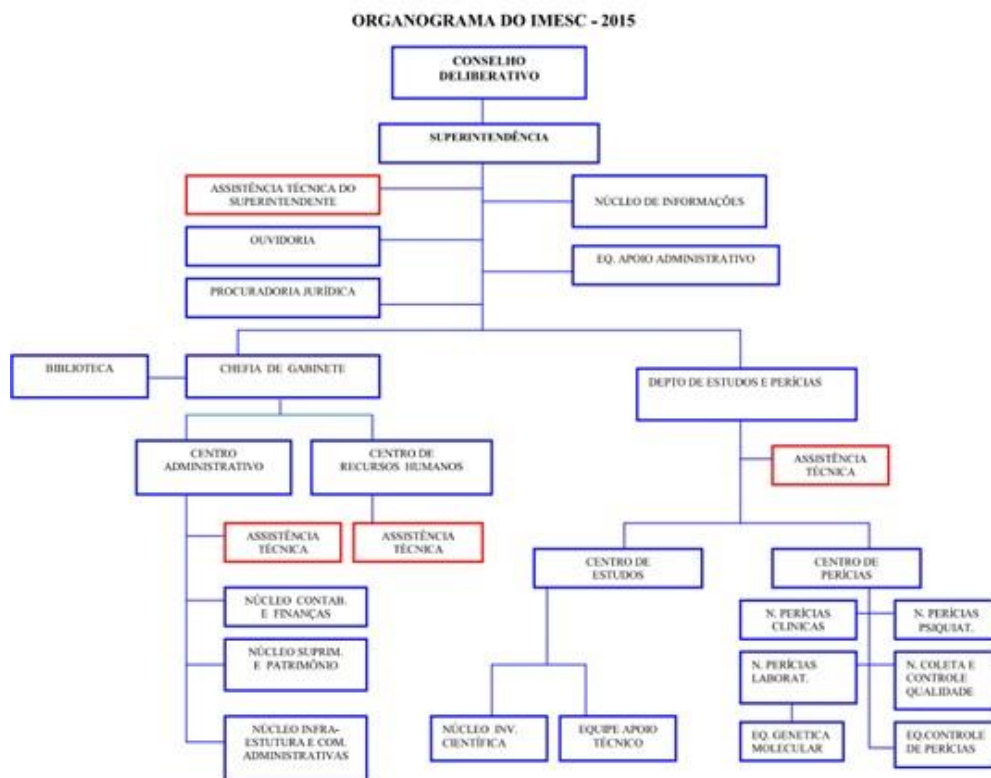 ORGANOGRAMA DO IMESC - 2015
CONSELHO
DELIBERATIVO
SUPERINTENDÊNCIA
ASSISTÊNCIA TÉCNICA DO
SUPERINTENDENTE
NÚCLEO DE INFORMAÇÕES
OUVIDORIA
EQ. APOIO ADMINISTRATIVO
PROCURADORIA JURÍDICA
BIBLIOTECA
CHEFIA DE GABINETE
DEPTO DE ESTUDOS E PERÍCIAS
CENTRO
ADMINISTRATIVO
CENTRO DE
RECURSOS HUMANOS
ASSISTÊNCIA
TÉCNICA
ASSISTÊNCIA
TÉCNICA
ASSISTÊNCIA
TÉCNICA
CENTRO DE
ESTUDOS
CENTRO DE
PERÍCIAS
NÚCLEO CONTAB.
E FINANÇAS
N. PERÍCIAS
CLINICAS
N. PERÍCIAS
PSIQUIAT.
NÚCLEO SUPRIM.
E PATRIMÔNIO
N. PERÍCIAS
LABORAT.
N. COLETA E
CONTROLE
QUALIDADE
NÚCLEO INFRA-
ESTUTURA E COM.
ADMINISTRATIVAS
NÚCLEO INV.
CIENTÍFICA
EQUIPE APOIO
TÉCNICO
EQ. GENETICA
MOLECULAR
EQ.CONTROLE
DE PERÍCIAS